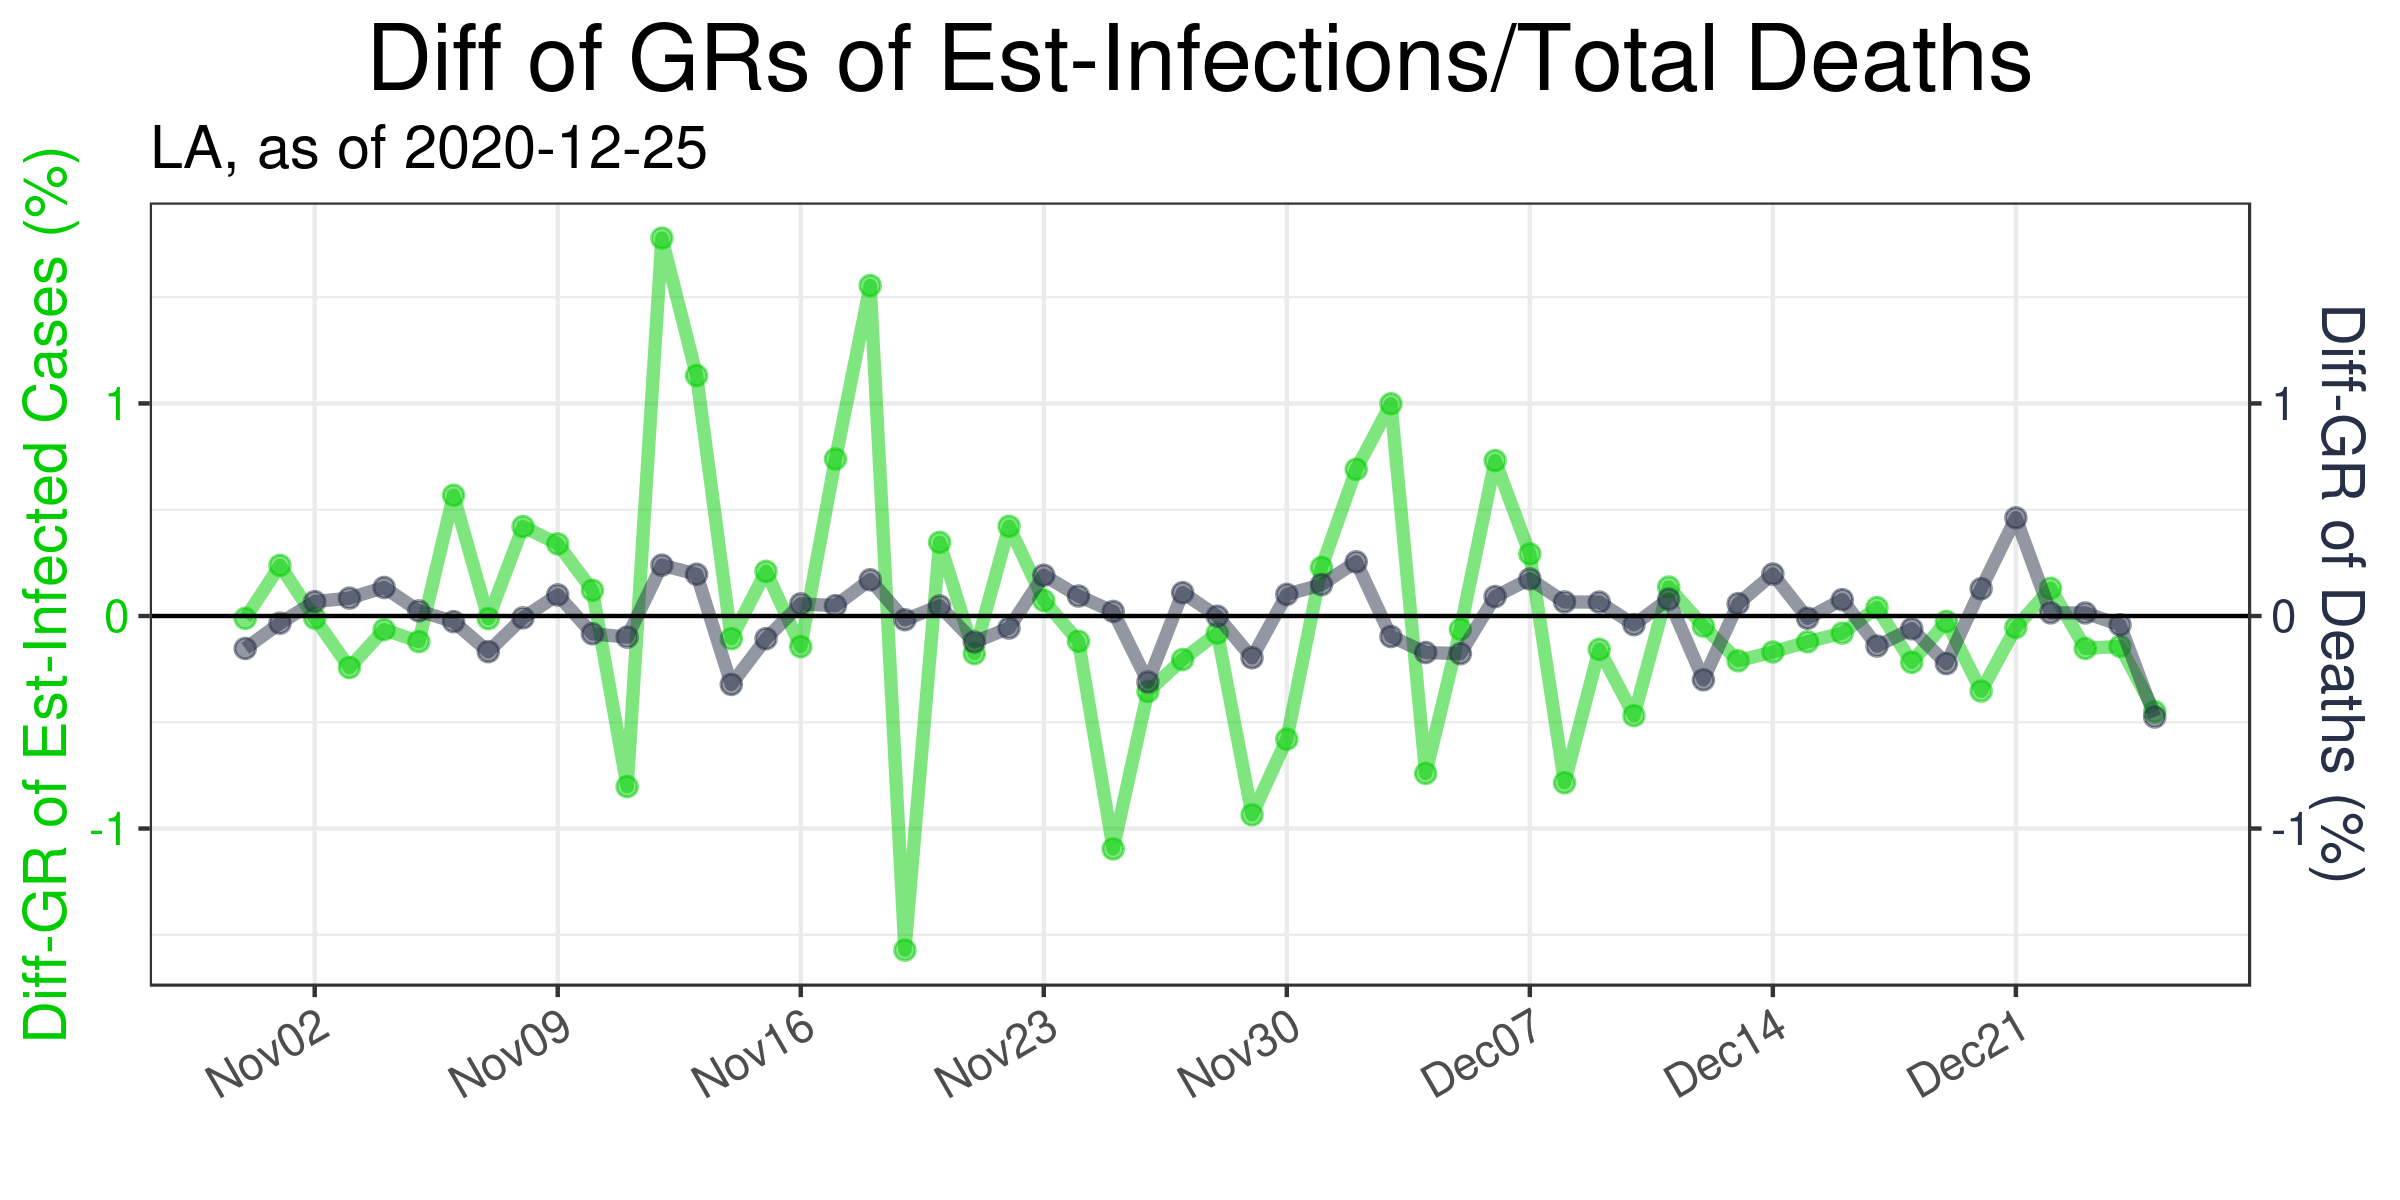 Diff of GRs of Est-Infections/Total Deaths
LA, as of 2020-12-25
Diff-GR of Est-Infected Cases (%)
1
0
-1
1
0
-1
Diff-GR of Deaths (%)
Nov02
Nov09
Nov16
Nov23
Nov30
Dec07
Dec14
Dec21